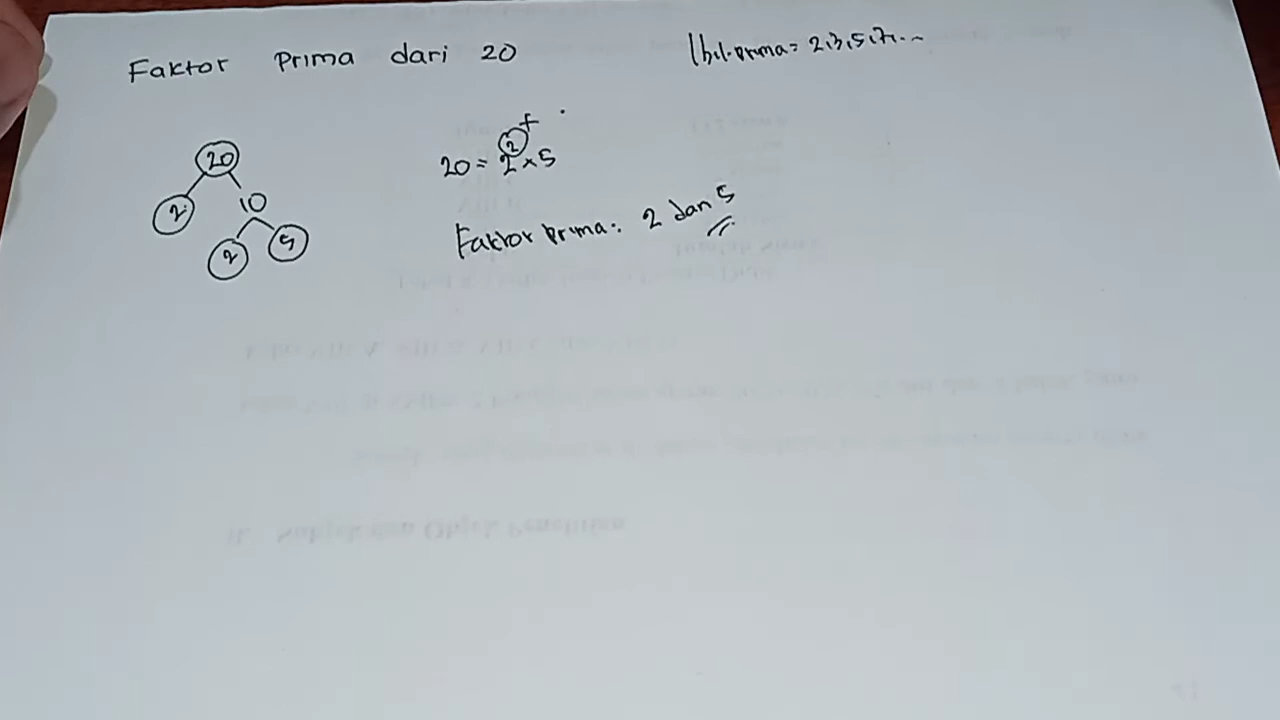 Faktor Prima dari 20
bil. prima = 2,3,5,7...
20
2 10
2 5
20 = 2² × 5
Faktor prima : 2 dan 5